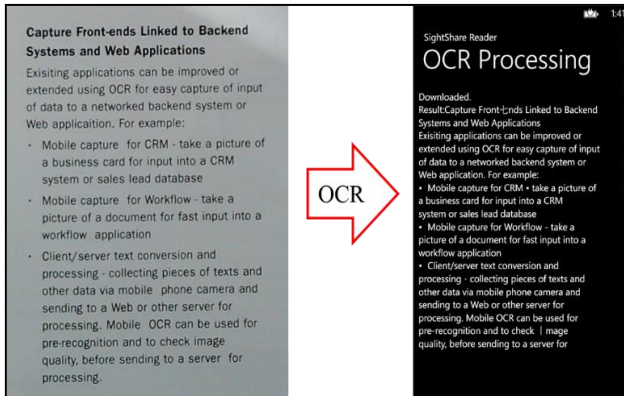 Capture Front-ends Linked to Backend
Systems and Web Applications
Exisiting applications can be improved or
extended using OCR for easy capture of input
of data to a networked backend system or
Web applicaition. For example:
· Mobile capture for CRM - take a picture of
a business card for input into a CRM
system or sales lead database
· Mobile capture for Workflow - take a
picture of a document for fast input into a
workflow application
· Client/server text conversion and
processing - collecting pieces of texts and
other data via mobile phone camera and
sending to a Web or other server for
processing. Mobile OCR can be used for
pre-recognition and to check image
quality, before sending to a server for
processing.
OCR
1:41
SightShare Reader
OCR Processing
Downloaded.
Result:Capture Front七nds Linked to Backend
Systems and Web Applications
Exisiting applications can be improved or
extended using OCR for easy capture of input
of data to a networked backend system or
Web application. For example:
• Mobile capture for CRM • take a picture of
a business card for input into a CRM
system or sales lead database
• Mobile capture for Workflow - take a
picture of a document for fast input into a
workflow application
• Client/server text conversion and
processing - collecting pieces of texts and
other data via mobile phone camera and
sending to a Web or other server for
processing. Mobile OCR can be used for
pre-recognition and to check | mage
quality, before sending to a server for